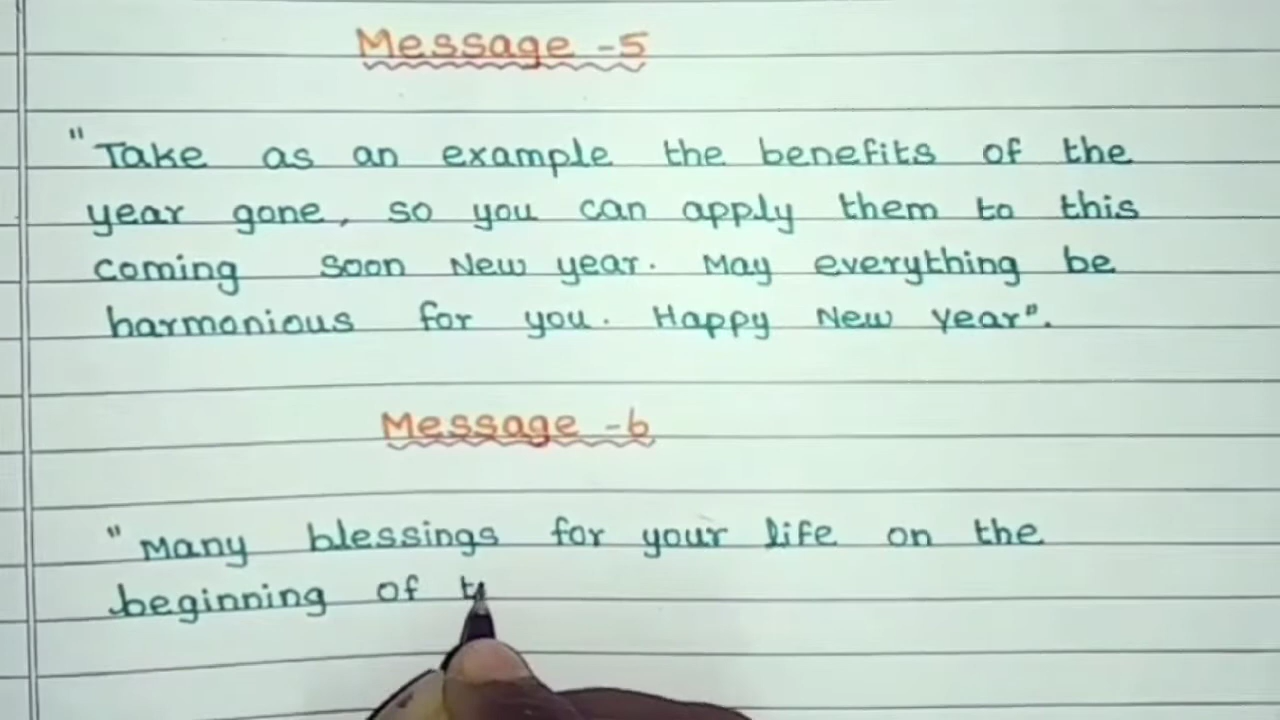 Message -5
"Take as an example the benefits of the
year gone, so you can apply them to this
coming soon New year. May everything be
harmonious for you. Happy New year".
Message -6
"Many blessings for your life on the
beginning of t